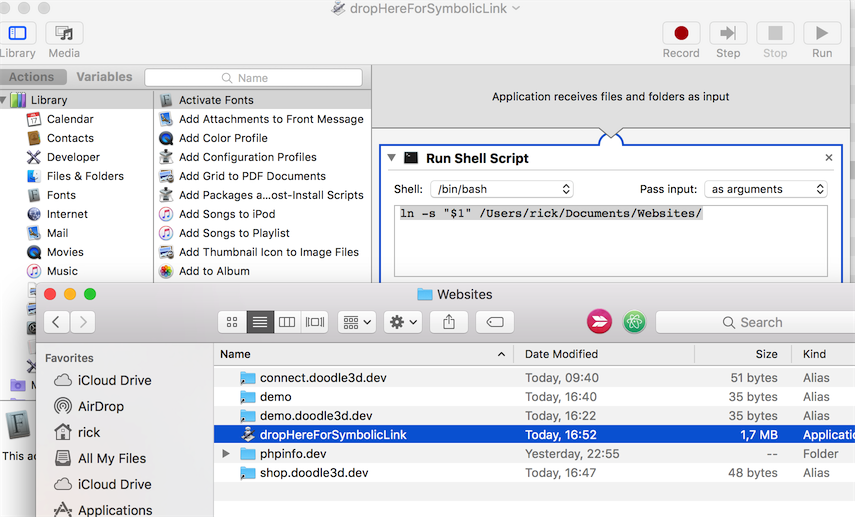 dropHereForSymbolicLink
Library
Media
Record
Step
Stop
Run
Actions
Variables
Name
Library
Calendar
Contacts
Developer
Files & Folders
Fonts
Internet
Mail
Movies
Music
Activate Fonts
Add Attachments to Front Message
Add Color Profile
Add Configuration Profiles
Add Grid to PDF Documents
Add Packages a...ost-Install Scripts
Add Songs to iPod
Add Songs to Playlist
Add Thumbnail Icon to Image Files
Add to Album
Application receives files and folders as input
Run Shell Script
Shell: /bin/bash Pass input: as arguments
ln -s "$1" /Users/rick/Documents/Websites/
This ac
Websites
Search
Favorites
iCloud Drive
AirDrop
rick
All My Files
iCloud Drive
Applications
Name Date Modified Size Kind
connect.doodle3d.dev Today, 09:40 51 bytes Alias
demo Today, 16:40 35 bytes Alias
demo.doodle3d.dev Today, 16:22 35 bytes Alias
dropHereForSymbolicLink Today, 16:52 1,7 MB Applicatio
phpinfo.dev Yesterday, 22:55 -- Folder
shop.doodle3d.dev Today, 16:47 48 bytes Alias